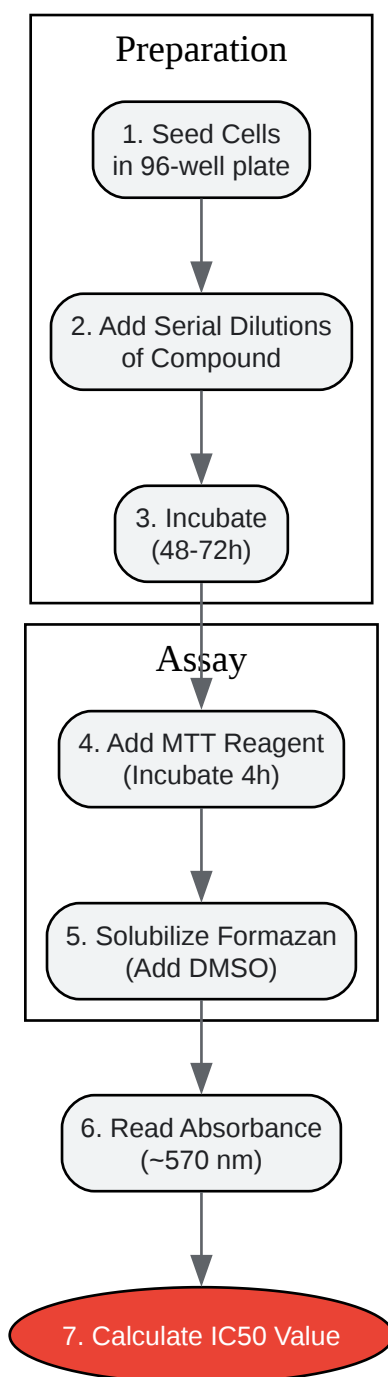 Preparation
1. Seed Cells
in 96-well plate
2. Add Serial Dilutions
of Compound
3. Incubate
(48-72h)
Assay
4. Add MTT Reagent
(Incubate 4h)
5. Solubilize Formazan
(Add DMSO)
6. Read Absorbance
(~570 nm)
7. Calculate IC50 Value